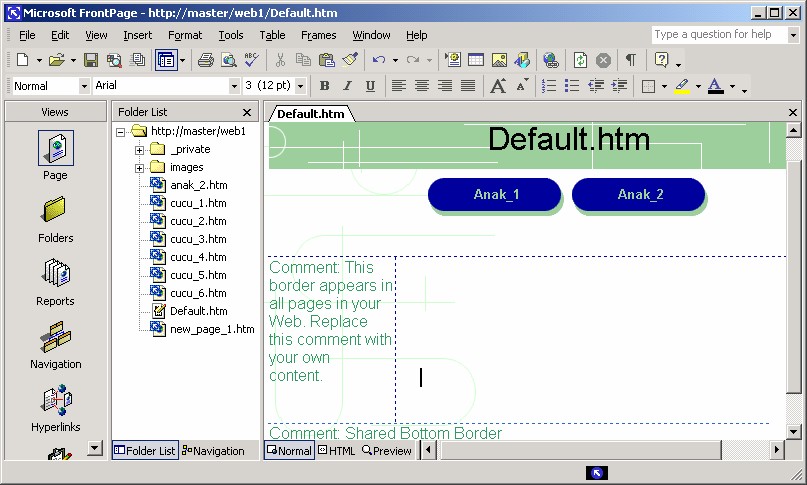 Microsoft FrontPage - http://master/web1/Default.htm
File Edit View Insert Format Tools Table Frames Window Help Type a question for help
Normal Arial 3 (12 pt) B I U A A A
Views
Page
Folders
Reports
Navigation
Hyperlinks
Folder List
http://master/web1
_private
images
anak_2.htm
cucu_1.htm
cucu_2.htm
cucu_3.htm
cucu_4.htm
cucu_5.htm
cucu_6.htm
Default.htm
new_page_1.htm
Folder List Navigation
Default.htm
Default.htm
Anak_1 Anak_2
Comment: This
border appears in
all pages in your
Web. Replace
this comment with
your own
content.
Comment: Shared Bottom Border
Normal HTML Preview